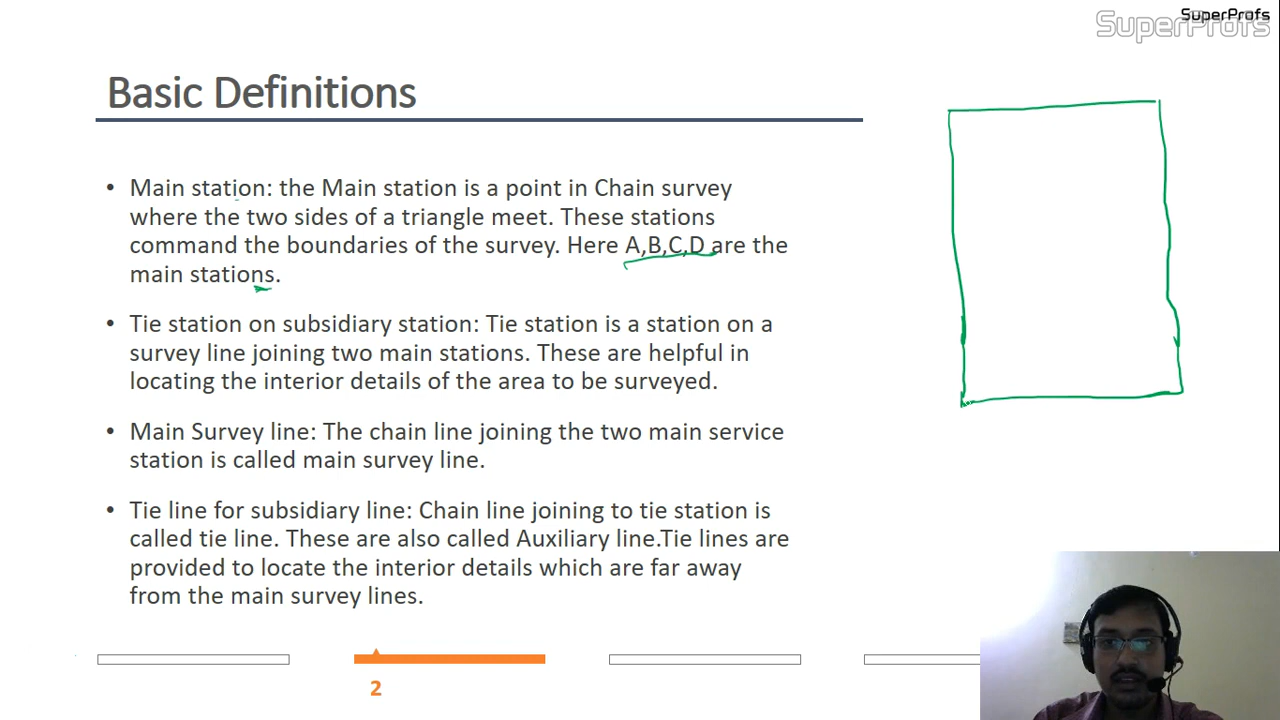 SuperProfs
SuperProfs
Basic Definitions
• Main station: the Main station is a point in Chain survey
where the two sides of a triangle meet. These stations
command the boundaries of the survey. Here A,B,C,D are the
main stations.
• Tie station on subsidiary station: Tie station is a station on a
survey line joining two main stations. These are helpful in
locating the interior details of the area to be surveyed.
• Main Survey line: The chain line joining the two main service
station is called main survey line.
• Tie line for subsidiary line: Chain line joining to tie station is
called tie line. These are also called Auxiliary line.Tie lines are
provided to locate the interior details which are far away
from the main survey lines.
2